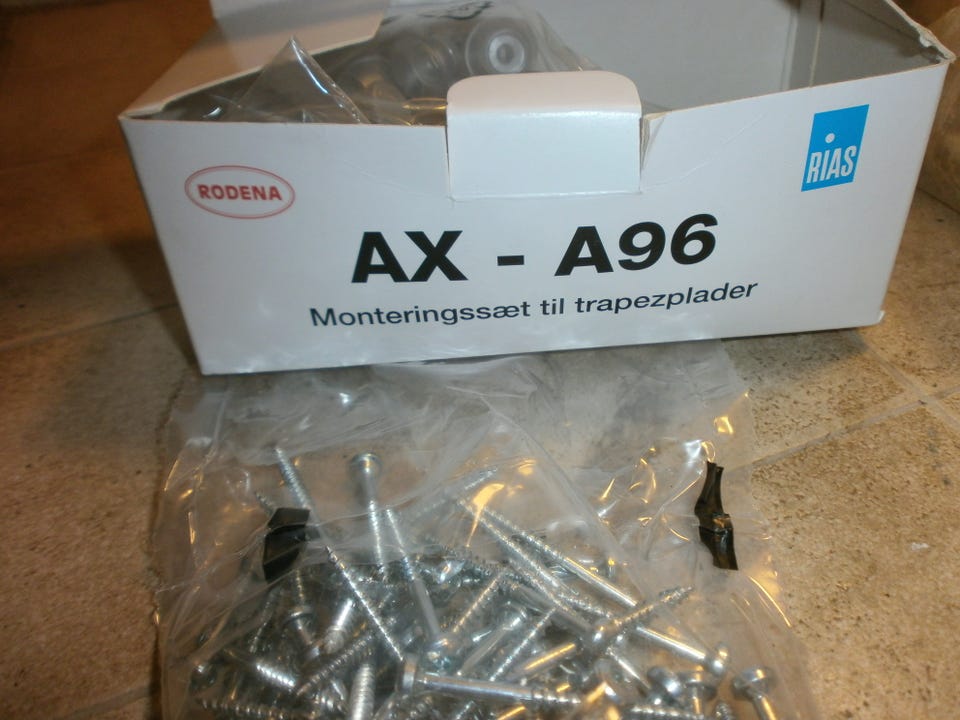 RODENA
RIAS
AX - A96
Monteringssæt til trapezplader